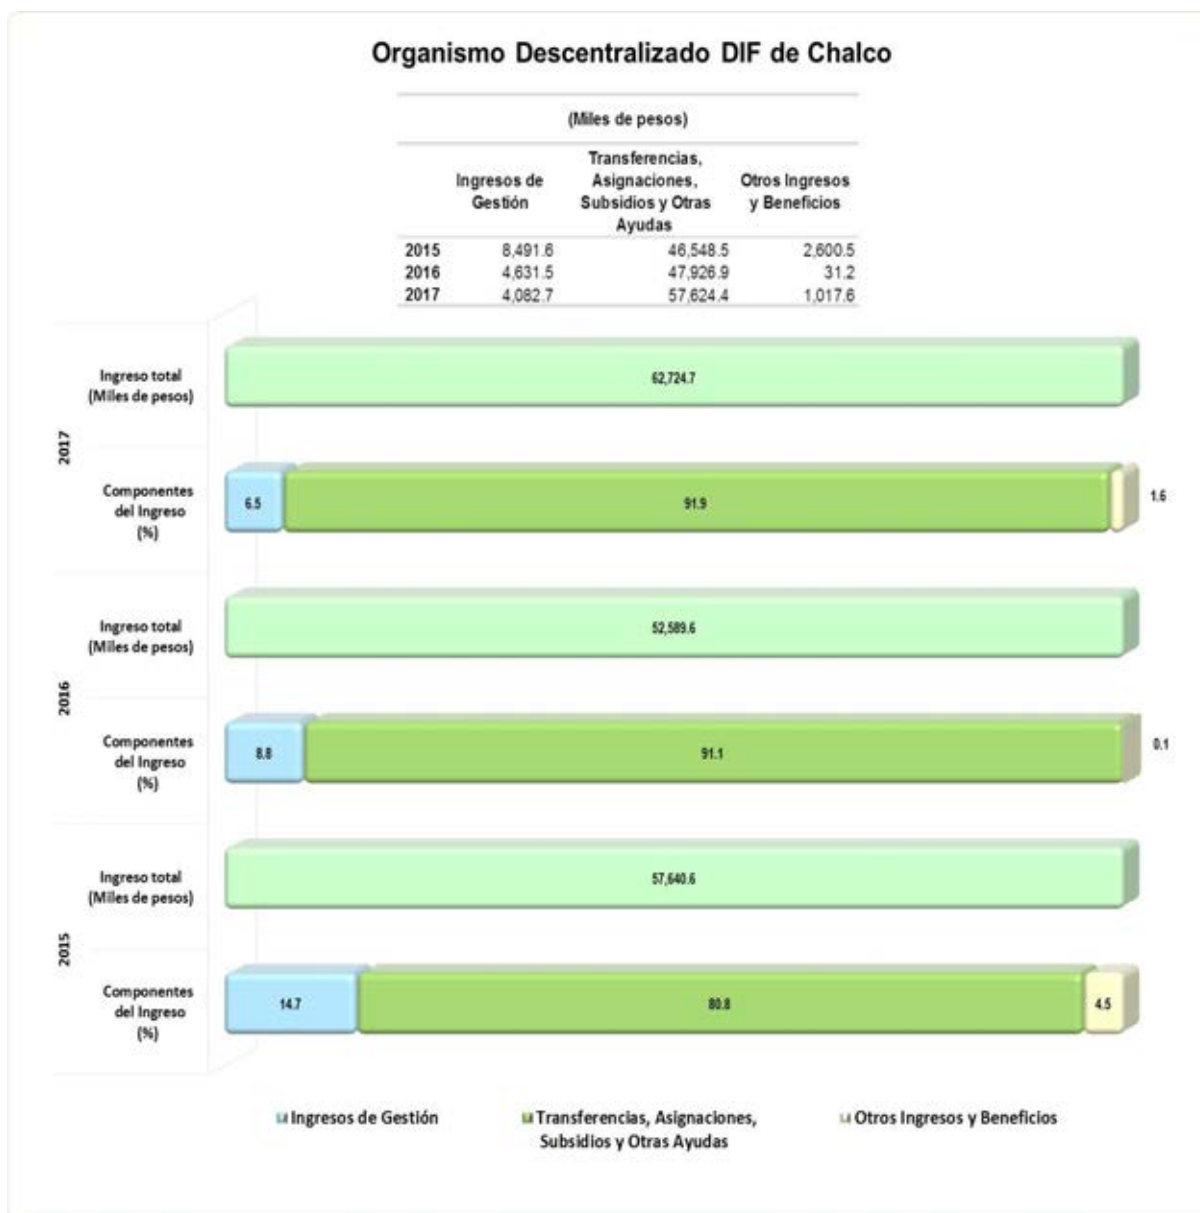 Organismo Descentralizado DIF de Chalco
(Miles de pesos)
Ingresos de Gestión
Transferencias, Asignaciones, Subsidios y Otras Ayudas
Otros Ingresos y Beneficios
2015 8,491.6 46,548.5 2,600.5
2016 4,631.5 47,926.9 31.2
2017 4,082.7 57,624.4 1,017.6
2017
Ingreso total
(Miles de pesos)
62,724.7
Componentes
del Ingreso
(%)
6.5 91.9 1.6
2016
Ingreso total
(Miles de pesos)
52,589.6
Componentes
del Ingreso
(%)
8.8 91.1 0.1
2015
Ingreso total
(Miles de pesos)
57,640.6
Componentes
del Ingreso
(%)
14.7 80.8 4.5
Ingresos de Gestión
Transferencias, Asignaciones,
Subsidios y Otras Ayudas
Otros Ingresos y Beneficios